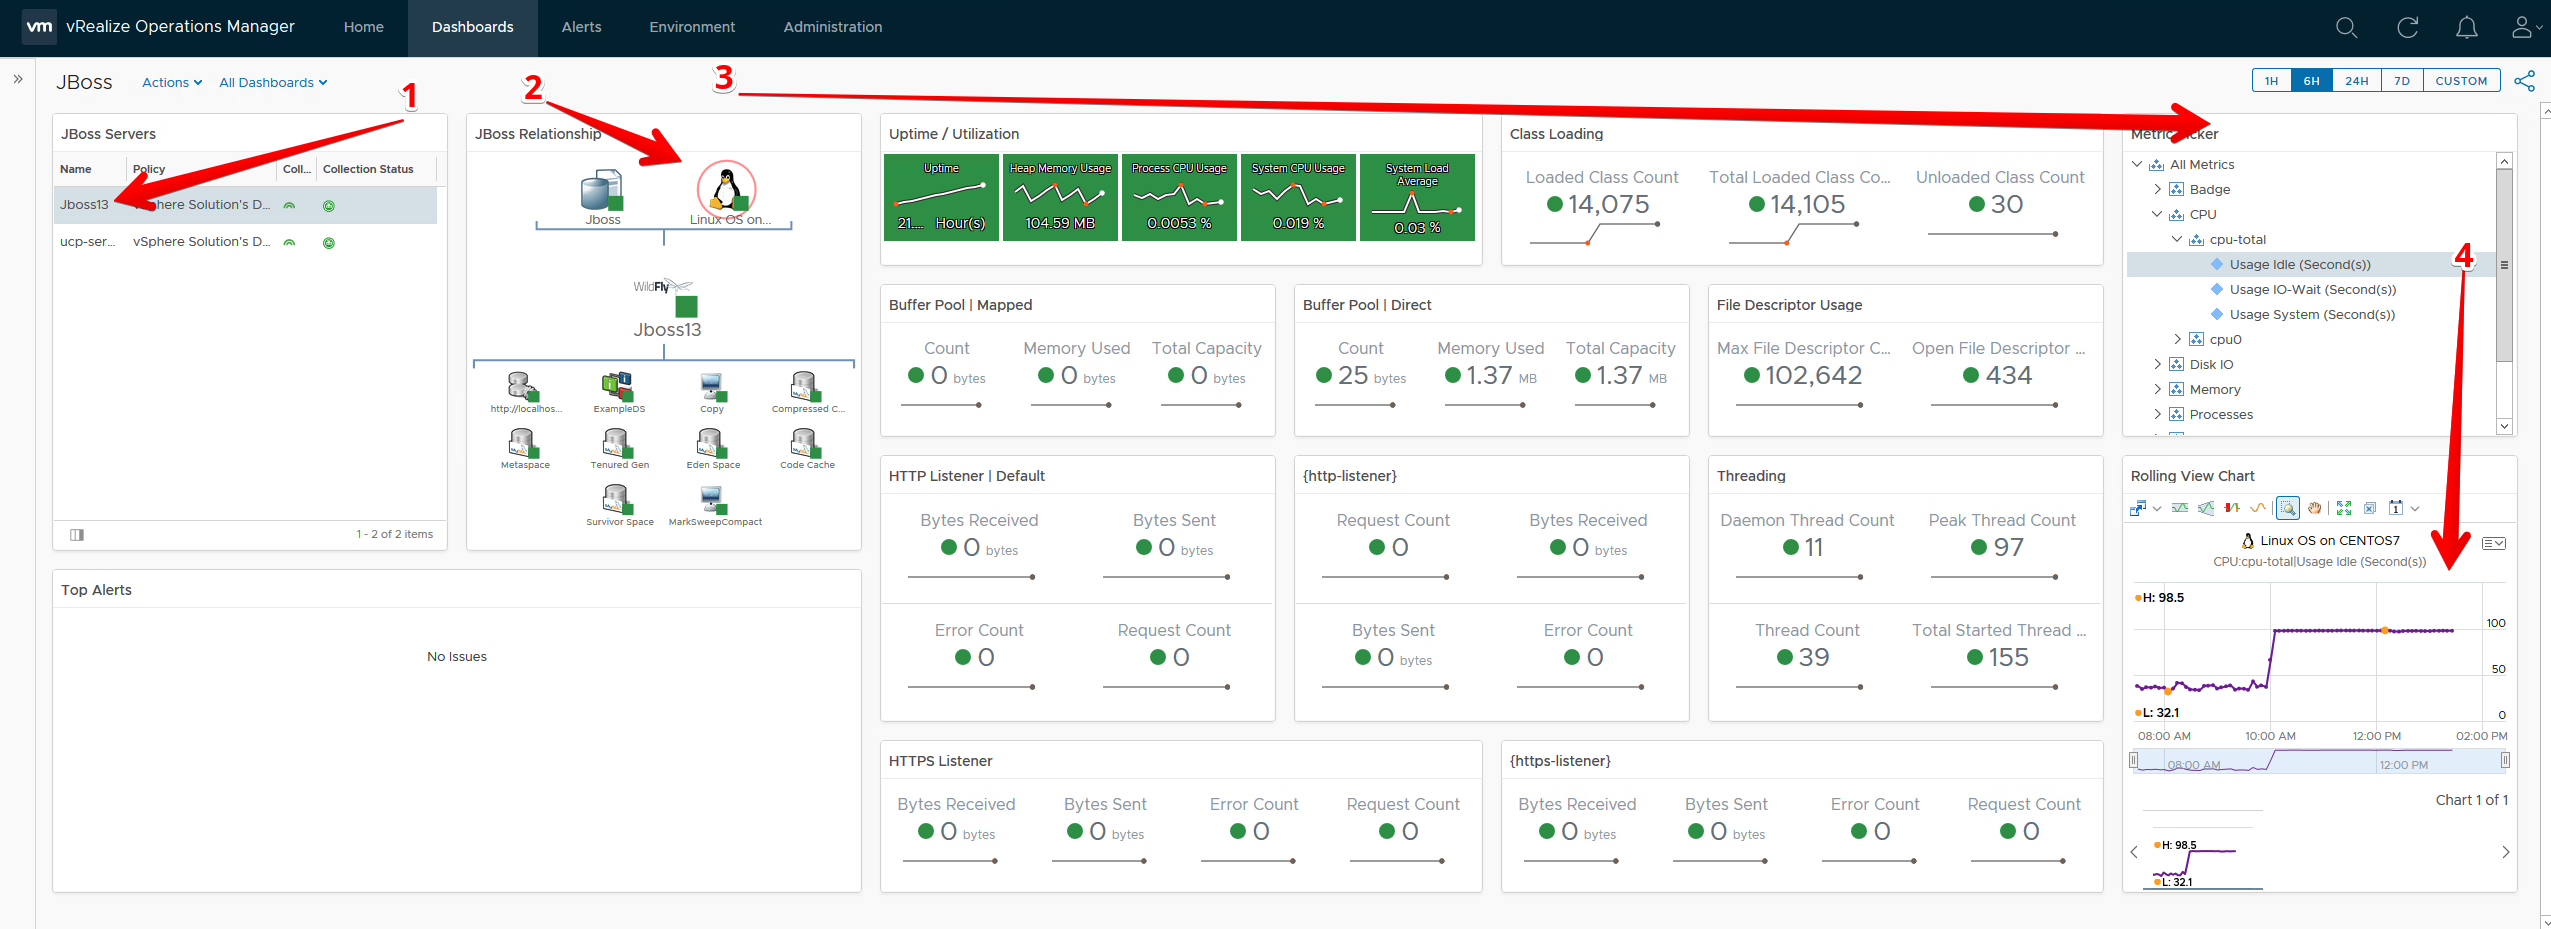 vm vRealize Operations Manager Home Dashboards Alerts Environment Administration
JBoss Actions All Dashboards 1H 6H 24H 7D CUSTOM
1
2
3
4
JBoss Servers
Name Policy Coll... Collection Status
Jboss13 vSphere Solution's D...
ucp-ser... vSphere Solution's D...
1 - 2 of 2 items
JBoss Relationship
Jboss Linux OS on...
WildFly
Jboss13
http://localhos... ExampleDS Copy Compressed C...
Metaspace Tenured Gen Eden Space Code Cache
Survivor Space MarkSweepCompact
Top Alerts
No Issues
Uptime / Utilization
Uptime Heap Memory Usage Process CPU Usage System CPU Usage System Load
Average
21.... Hour(s) 104.59 MB 0.0053 % 0.019 % 0.03 %
Class Loading
Loaded Class Count Total Loaded Class Co... Unloaded Class Count
14,075 14,105 30
Buffer Pool | Mapped
Count Memory Used Total Capacity
0 bytes 0 bytes 0 bytes
Buffer Pool | Direct
Count Memory Used Total Capacity
25 bytes 1.37 MB 1.37 MB
File Descriptor Usage
Max File Descriptor C... Open File Descriptor ...
102,642 434
HTTP Listener | Default
Bytes Received Bytes Sent
0 bytes 0 bytes
Error Count Request Count
0 0
{http-listener}
Request Count Bytes Received
0 0 bytes
Bytes Sent Error Count
0 bytes 0
Threading
Daemon Thread Count Peak Thread Count
11 97
Thread Count Total Started Thread ...
39 155
HTTPS Listener
Bytes Received Bytes Sent Error Count Request Count
0 bytes 0 bytes 0 0
{https-listener}
Bytes Received Bytes Sent Error Count Request Count
0 bytes 0 bytes 0 0
Metric Picker
All Metrics
Badge
CPU
cpu-total
Usage Idle (Second(s))
Usage IO-Wait (Second(s))
Usage System (Second(s))
cpu0
Disk IO
Memory
Processes
Rolling View Chart
1
Linux OS on CENTOS7
CPU:cpu-total|Usage Idle (Second(s))
H: 98.5
100
50
L: 32.1
0
08:00 AM 10:00 AM 12:00 PM 02:00 PM
08:00 AM 12:00 PM
Chart 1 of 1
H: 98.5
L: 32.1